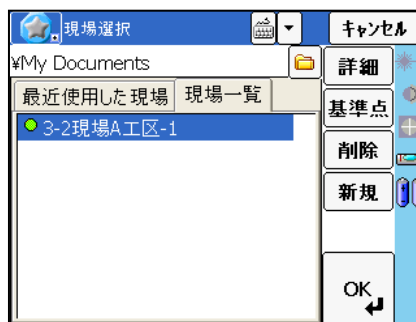 現場選択
キャンセル
¥My Documents
詳細
最近使用した現場
現場一覧
基準点
3-2現場A工区-1
削除
新規
OK